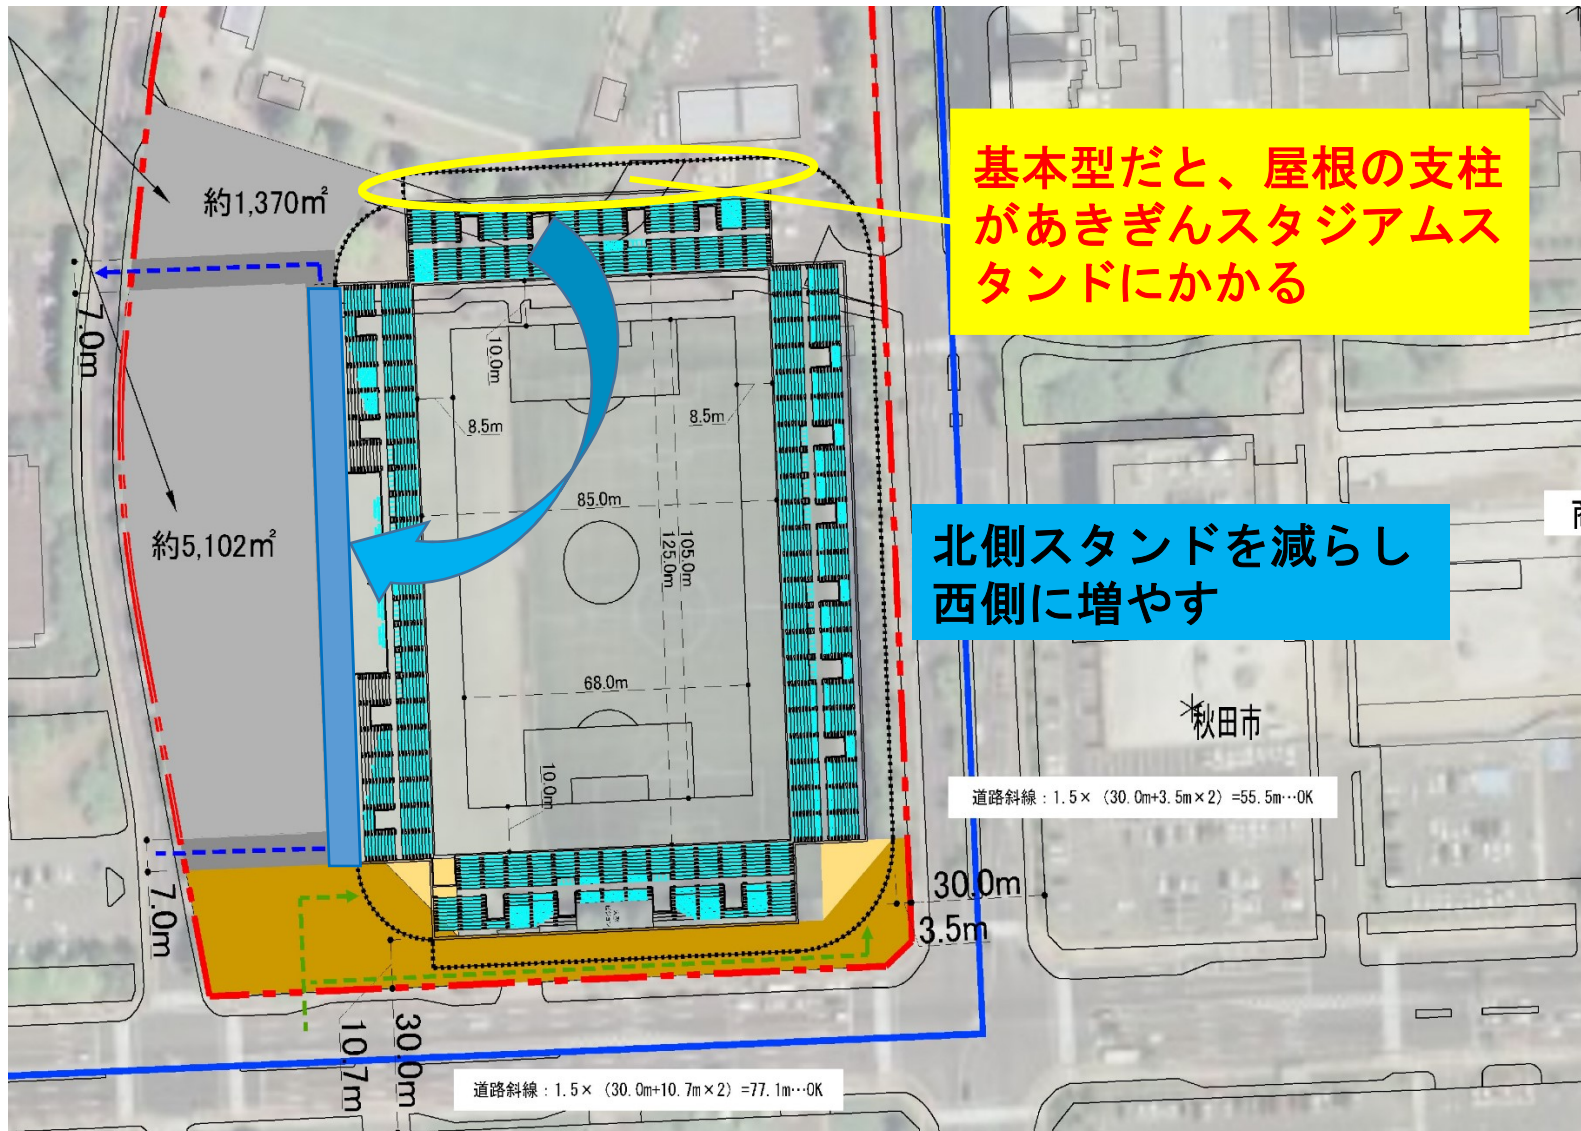 基本型だと、屋根の支柱
があきぎんスタジアムス
タンドにかかる
約1,370㎡
7.0m
10.0m
8.5m
8.5m
85.0m
105.0m
125.0m
約5,102㎡
北側スタンドを減らし
西側に増やす
68.0m
秋田市
10.0m
道路斜線：1.5×（30.0m+3.5m×2）=55.5m…OK
7.0m
30.0m
3.5m
10.7m
30.0m
道路斜線：1.5×（30.0m+10.7m×2）=77.1m…OK